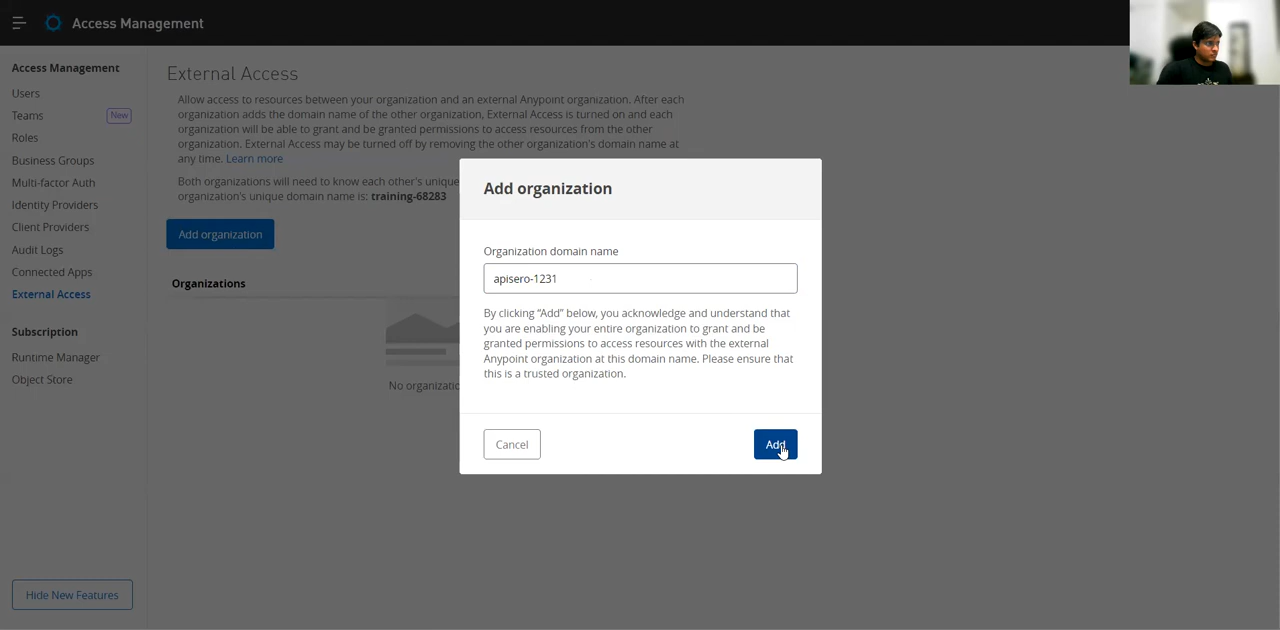 Access Management
Access Management
Users
Teams
New
Roles
Business Groups
Multi-factor Auth
Identity Providers
Client Providers
Audit Logs
Connected Apps
External Access
Subscription
Runtime Manager
Object Store
Hide New Features
External Access
Allow access to resources between your organization and an external Anypoint organization. After each
organization adds the domain name of the other organization, External Access is turned on and each
organization will be able to grant and be granted permissions to access resources from the other
organization. External Access may be turned off by removing the other organization's domain name at
any time. Learn more
Both organizations will need to know each other's unique
organization's unique domain name is: training-68283
Add organization
Organizations
No organizatio
Add organization
Organization domain name
apisero-1231
By clicking “Add” below, you acknowledge and understand that
you are enabling your entire organization to grant and be
granted permissions to access resources with the external
Anypoint organization at this domain name. Please ensure that
this is a trusted organization.
Cancel
Add